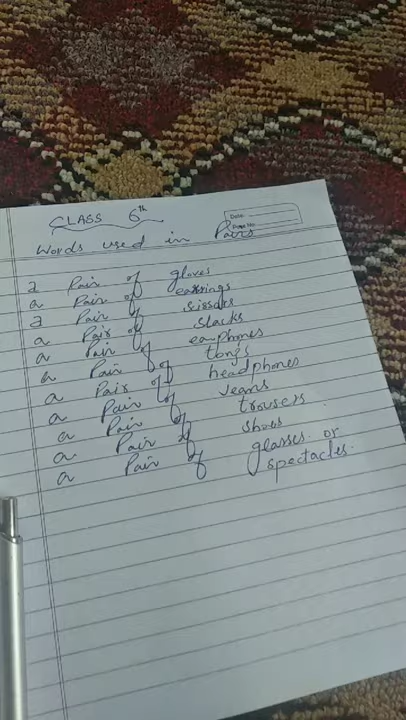 CLASS 6th
Date:
Page No:
Words used in Pairs
a Pair of gloves
a Pair of earrings
a Pair of scissors
a Pair of slacks
a Pair of earphones
a Pair of tongs
a Pair of headphones
a Pair of Jeans
a Pair of trousers
a Pair of shoes
a Pair of glasses or
spectacles.